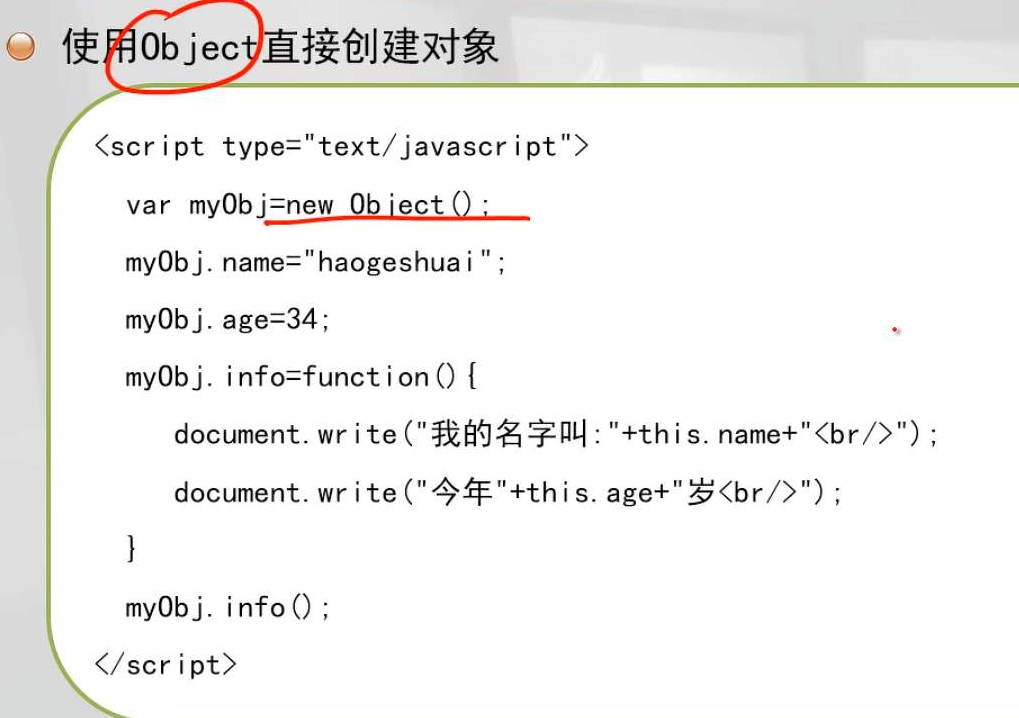 使用Object直接创建对象
<script type="text/javascript">
var myObj=new Object();
myObj.name="haogeshuai";
myObj.age=34;
myObj.info=function(){
document.write("我的名字叫:"+this.name+"<br/>");
document.write("今年"+this.age+"岁<br/>");
}
myObj.info();
</script>